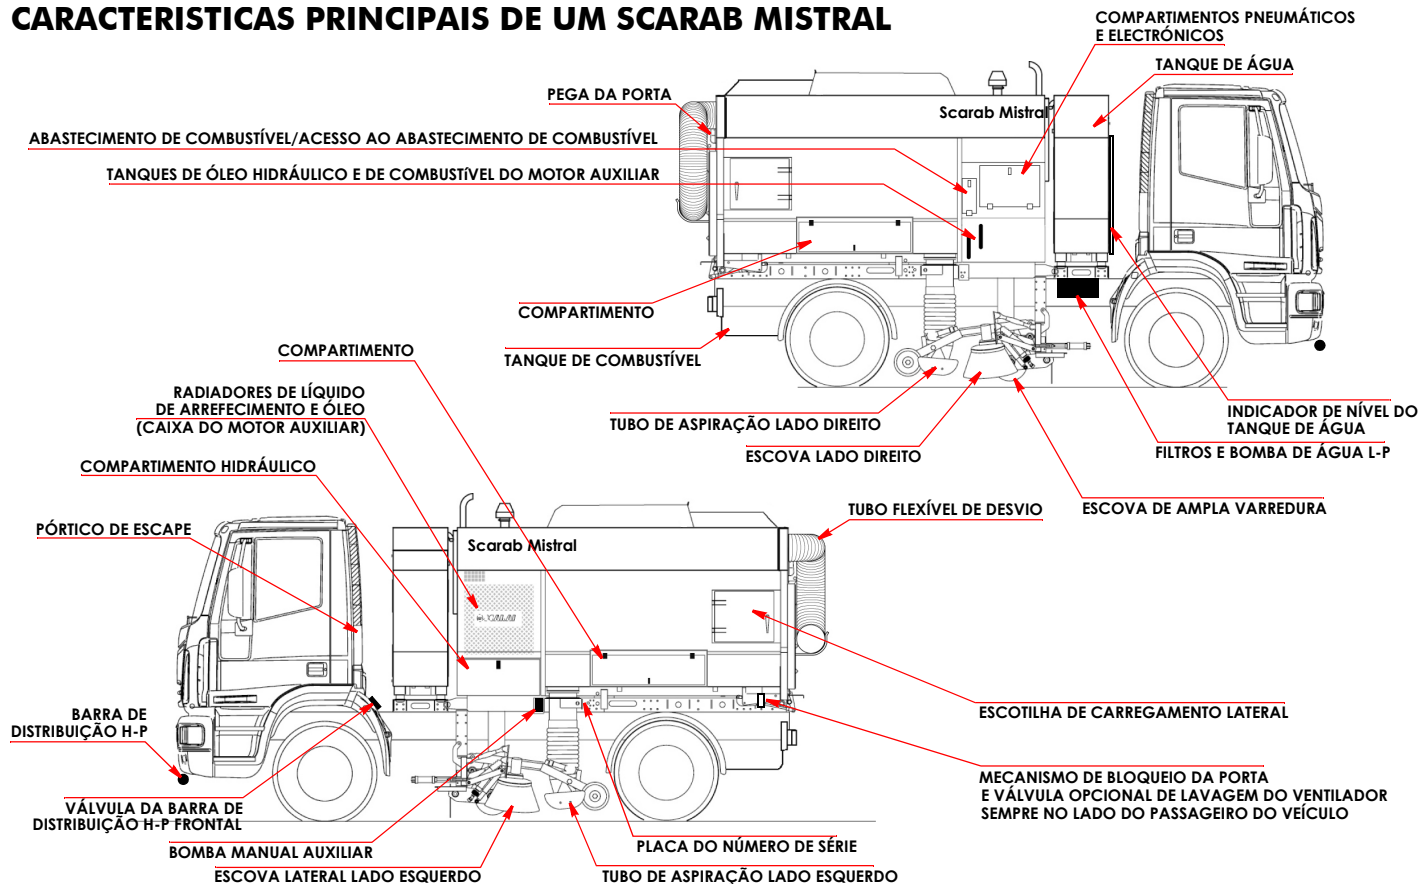 CARACTERISTICAS PRINCIPAIS DE UM SCARAB MISTRAL
COMPARTIMENTOS PNEUMÁTICOS
E ELECTRÓNICOS
TANQUE DE ÁGUA
PEGA DA PORTA
Scarab Mistral
ABASTECIMENTO DE COMBUSTÍVEL/ACESSO AO ABASTECIMENTO DE COMBUSTÍVEL
TANQUES DE ÓLEO HIDRÁULICO E DE COMBUSTíVEL DO MOTOR AUXILIAR
COMPARTIMENTO
TANQUE DE COMBUSTÍVEL
TUBO DE ASPIRAÇÃO LADO DIREITO
ESCOVA LADO DIREITO
INDICADOR DE NÍVEL DO
TANQUE DE ÁGUA
FILTROS E BOMBA DE ÁGUA L-P
ESCOVA DE AMPLA VARREDURA
COMPARTIMENTO
RADIADORES DE LÍQUIDO
DE ARREFECIMENTO E ÓLEO
(CAIXA DO MOTOR AUXILIAR)
COMPARTIMENTO HIDRÁULICO
PÓRTICO DE ESCAPE
TUBO FLEXÍVEL DE DESVIO
Scarab Mistral
BARRA DE
DISTRIBUIÇÃO H-P
VÁLVULA DA BARRA DE
DISTRIBUIÇÃO H-P FRONTAL
BOMBA MANUAL AUXILIAR
ESCOVA LATERAL LADO ESQUERDO
TUBO DE ASPIRAÇÃO LADO ESQUERDO
PLACA DO NÚMERO DE SÉRIE
ESCOTILHA DE CARREGAMENTO LATERAL
MECANISMO DE BLOQUEIO DA PORTA
E VÁLVULA OPCIONAL DE LAVAGEM DO VENTILADOR
SEMPRE NO LADO DO PASSAGEIRO DO VEÍCULO